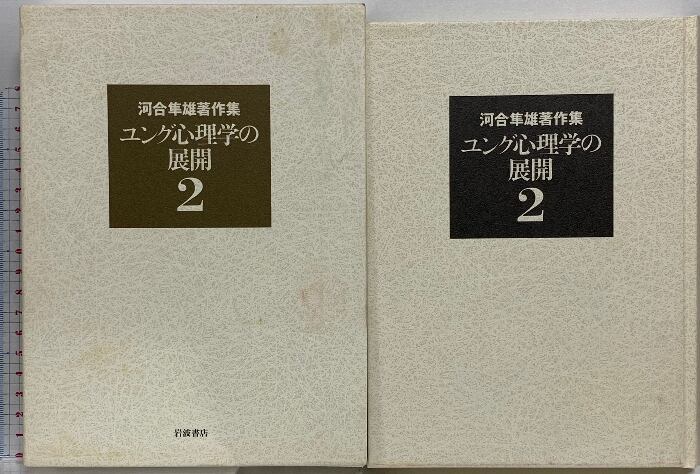 河合隼雄著作集
ユング心理学の
展開
2
岩波書店
河合隼雄著作集
ユング心理学の
展開
2